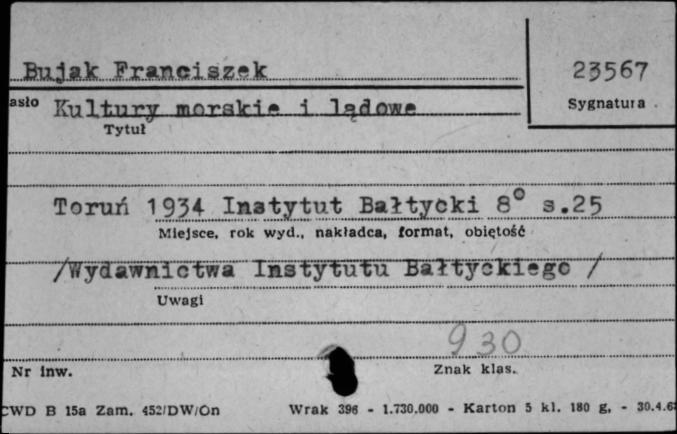 Bujak Franciszek
23567
asło Kultury morskie i lądowe
Sygnatura
Tytuł
Toruń 1934 Instytut Bałtycki 8° s.25
Miejsce, rok wyd., nakładca, format, objętość
/Wydawnictwa Instytutu Bałtyckiego /
Uwagi
930
Nr inw.
Znak klas.
CWD B 15a Zam. 452/DW/On Wrak 396 - 1.730.000 - Karton 5 kl. 180 g, - 30.4.6